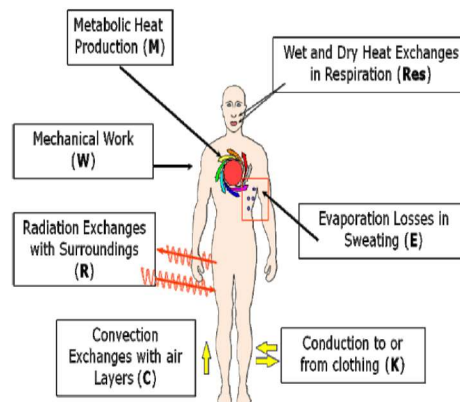 Metabolic Heat
Production (M)
Wet and Dry Heat Exchanges
in Respiration (Res)
Mechanical Work
(W)
Radiation Exchanges
with Surroundings
(R)
Evaporation Losses in
Sweating (E)
Convection
Exchanges with air
Layers (C)
Conduction to or
from clothing (K)